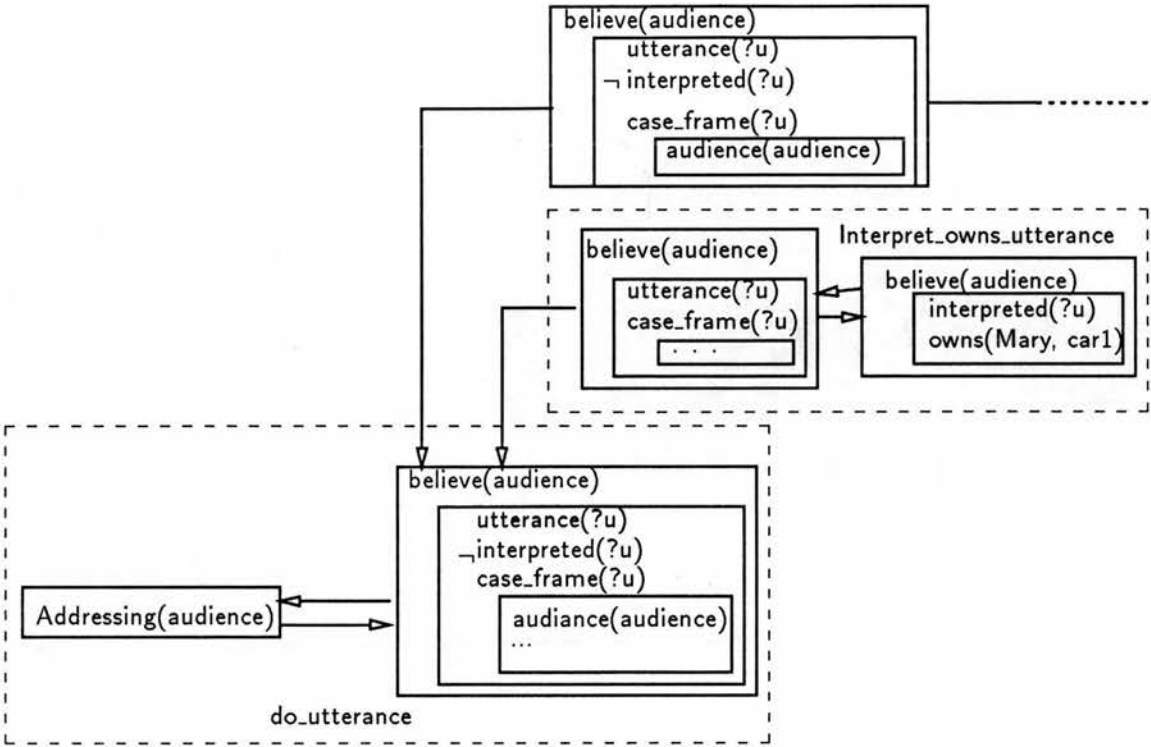 believe(audience)
utterance(?u)
¬ interpreted(?u)
case_frame(?u)
audience(audience)
Interpret_owns_utterance
believe(audience)
utterance(?u)
case_frame(?u)
. . .
believe(audience)
interpreted(?u)
owns(Mary, car1)
believe(audience)
utterance(?u)
¬interpreted(?u)
case_frame(?u)
audiance(audience)
...
Addressing(audience)
do_utterance